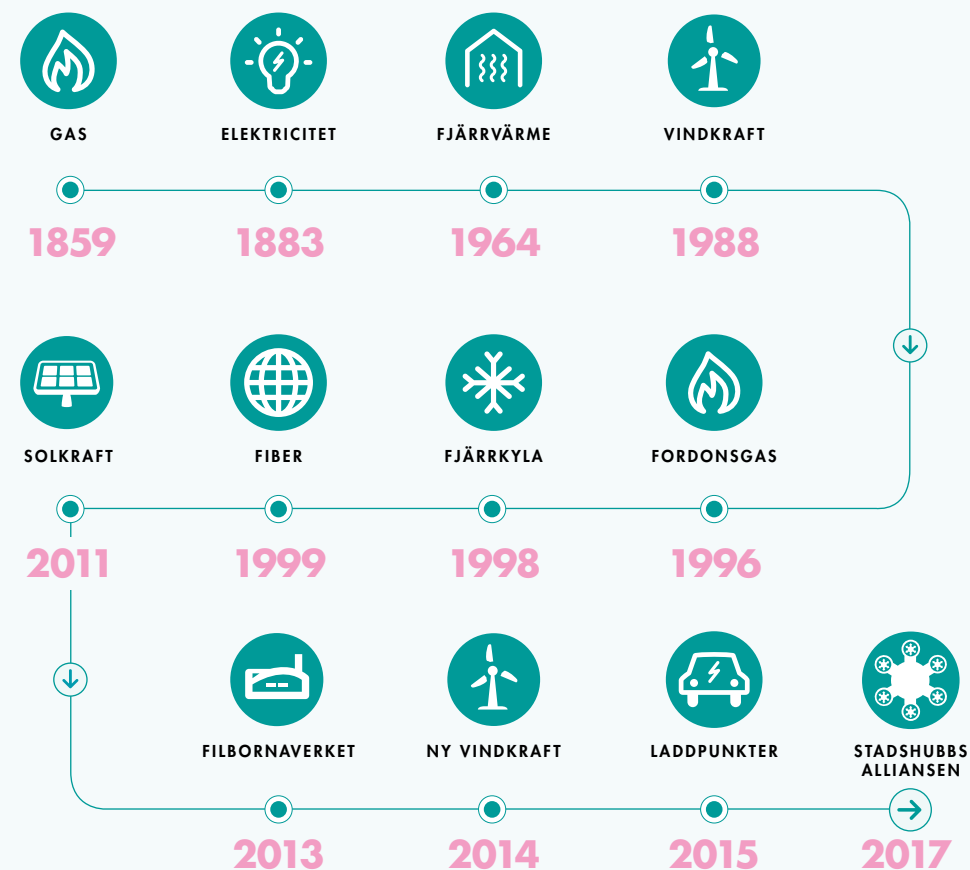 GAS
ELEKTRICITET
FJÄRRVÄRME
VINDKRAFT
1859
1883
1964
1988
SOLKRAFT
FIBER
FJÄRRKYLA
FORDONSGAS
2011
1999
1998
1996
FILBORNAVERKET
NY VINDKRAFT
LADDPUNKTER
STADSHUBBS
ALLIANSEN
2013
2014
2015
2017